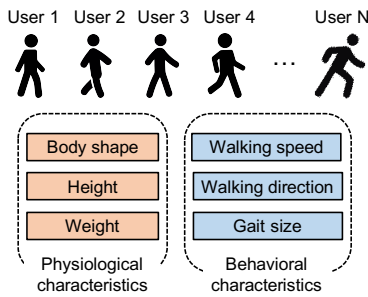 User 1 User 2 User 3 User 4 User N
...
Body shape
Height
Weight
Physiological
characteristics
Walking speed
Walking direction
Gait size
Behavioral
characteristics